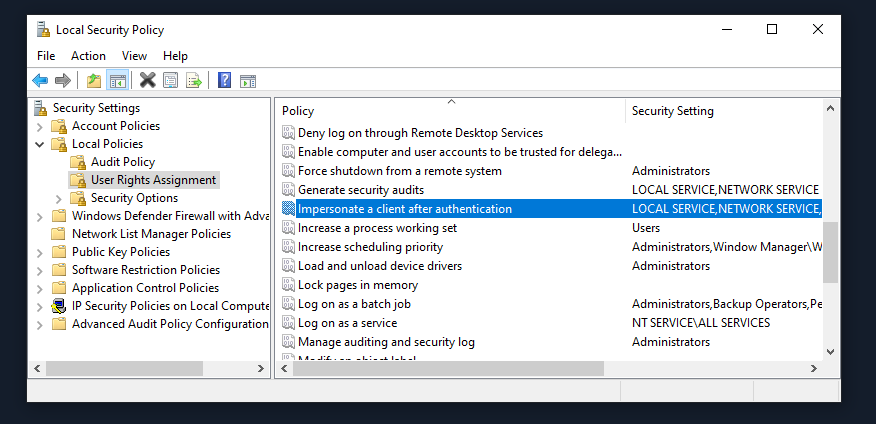 Local Security Policy
File Action View Help
Security Settings
Account Policies
Local Policies
Audit Policy
User Rights Assignment
Security Options
Windows Defender Firewall with Adva
Network List Manager Policies
Public Key Policies
Software Restriction Policies
Application Control Policies
IP Security Policies on Local Compute
Advanced Audit Policy Configuration
Policy Security Setting
Deny log on through Remote Desktop Services
Enable computer and user accounts to be trusted for delega...
Force shutdown from a remote system Administrators
Generate security audits LOCAL SERVICE,NETWORK SERVICE
Impersonate a client after authentication LOCAL SERVICE,NETWORK SERVICE,
Increase a process working set Users
Increase scheduling priority Administrators,Window Manager\W
Load and unload device drivers Administrators
Lock pages in memory
Log on as a batch job Administrators,Backup Operators,Pe
Log on as a service NT SERVICE\ALL SERVICES
Manage auditing and security log Administrators
Modify an object label